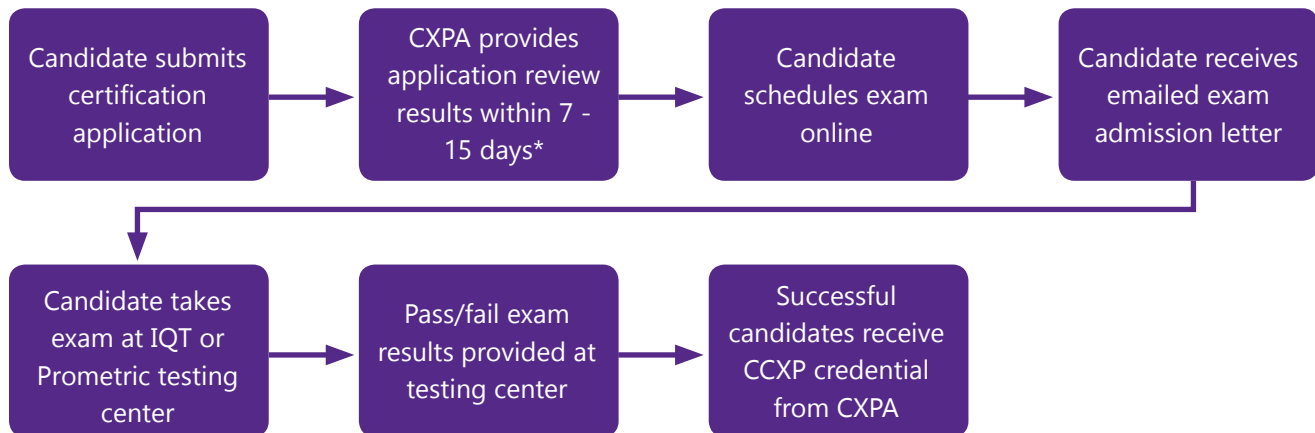 Candidate submits
certification
application
CXPA provides
application review
results within 7 -
15 days*
Candidate
schedules exam
online
Candidate receives
emailed exam
admission letter
Candidate takes
exam at IQT or
Prometric testing
center
Pass/fail exam
results provided at
testing center
Successful
candidates receive
CCXP credential
from CXPA